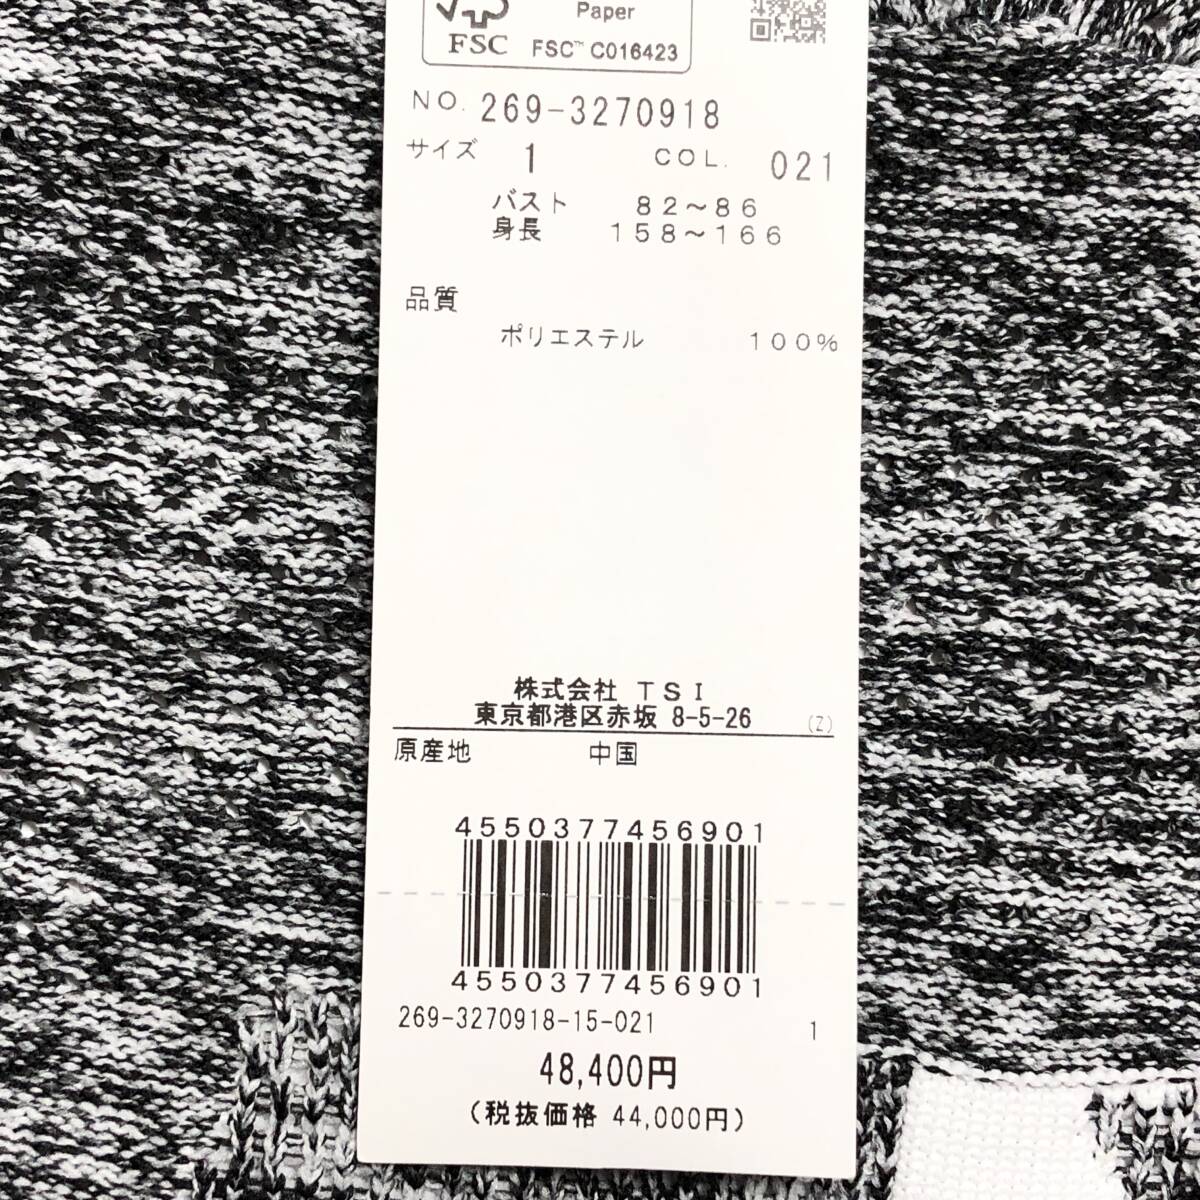 Paper
FSC
FSC™ C016423
NO. 269-3270918
サイズ 1 COL. 021
バスト 82~86
身長 158~166
品質
ポリエステル 100%
株式会社 TSI
東京都港区赤坂 8-5-26 (Z)
原産地 中国
4550377456901
4550377456901
269-3270918-15-021 1
48,400円
(税抜価格 44,000円)